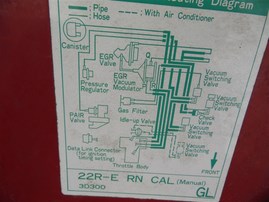 Routing Diagram
: Pipe
: Hose
: With Air Conditioner
Canister
EGR
Valve
EGR
Vacuum
Modulator
Vacuum
Switching
Valve
Pressure
Regulator
Gas Filter
Vacuum
Switching
Valve
Check
Valve
PAIR
Valve
Idle-up Valve
Vacuum
Switching
Valve
Data Link Connector
(for ignition
timing setting)
Throttle Body
FRONT
22R-E RN CAL (Manual)
30300
GL